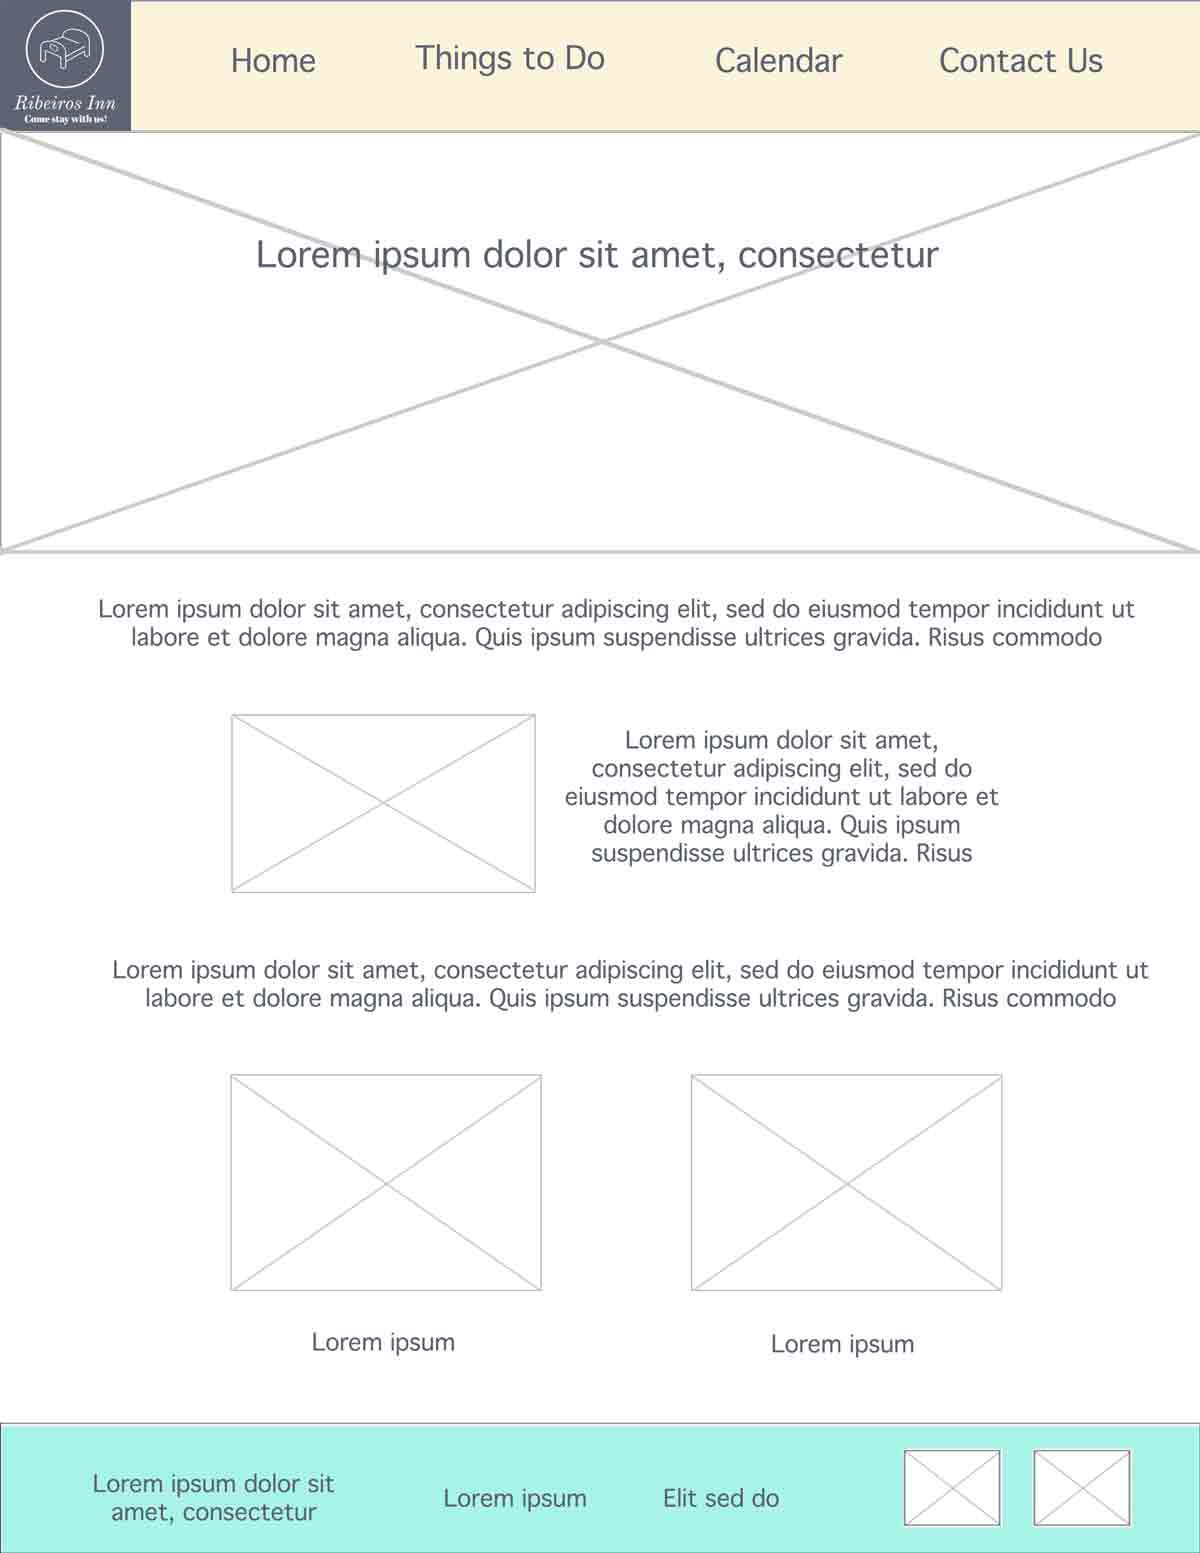 Ribeiros Inn
Come stay with us!
Home
Things to Do
Calendar
Contact Us
Lorem ipsum dolor sit amet, consectetur
Lorem ipsum dolor sit amet, consectetur adipiscing elit, sed do eiusmod tempor incididunt ut
labore et dolore magna aliqua. Quis ipsum suspendisse ultrices gravida. Risus commodo
Lorem ipsum dolor sit amet,
consectetur adipiscing elit, sed do
eiusmod tempor incididunt ut labore et
dolore magna aliqua. Quis ipsum
suspendisse ultrices gravida. Risus
Lorem ipsum dolor sit amet, consectetur adipiscing elit, sed do eiusmod tempor incididunt ut
labore et dolore magna aliqua. Quis ipsum suspendisse ultrices gravida. Risus commodo
Lorem ipsum
Lorem ipsum
Lorem ipsum dolor sit
amet, consectetur
Lorem ipsum
Elit sed do